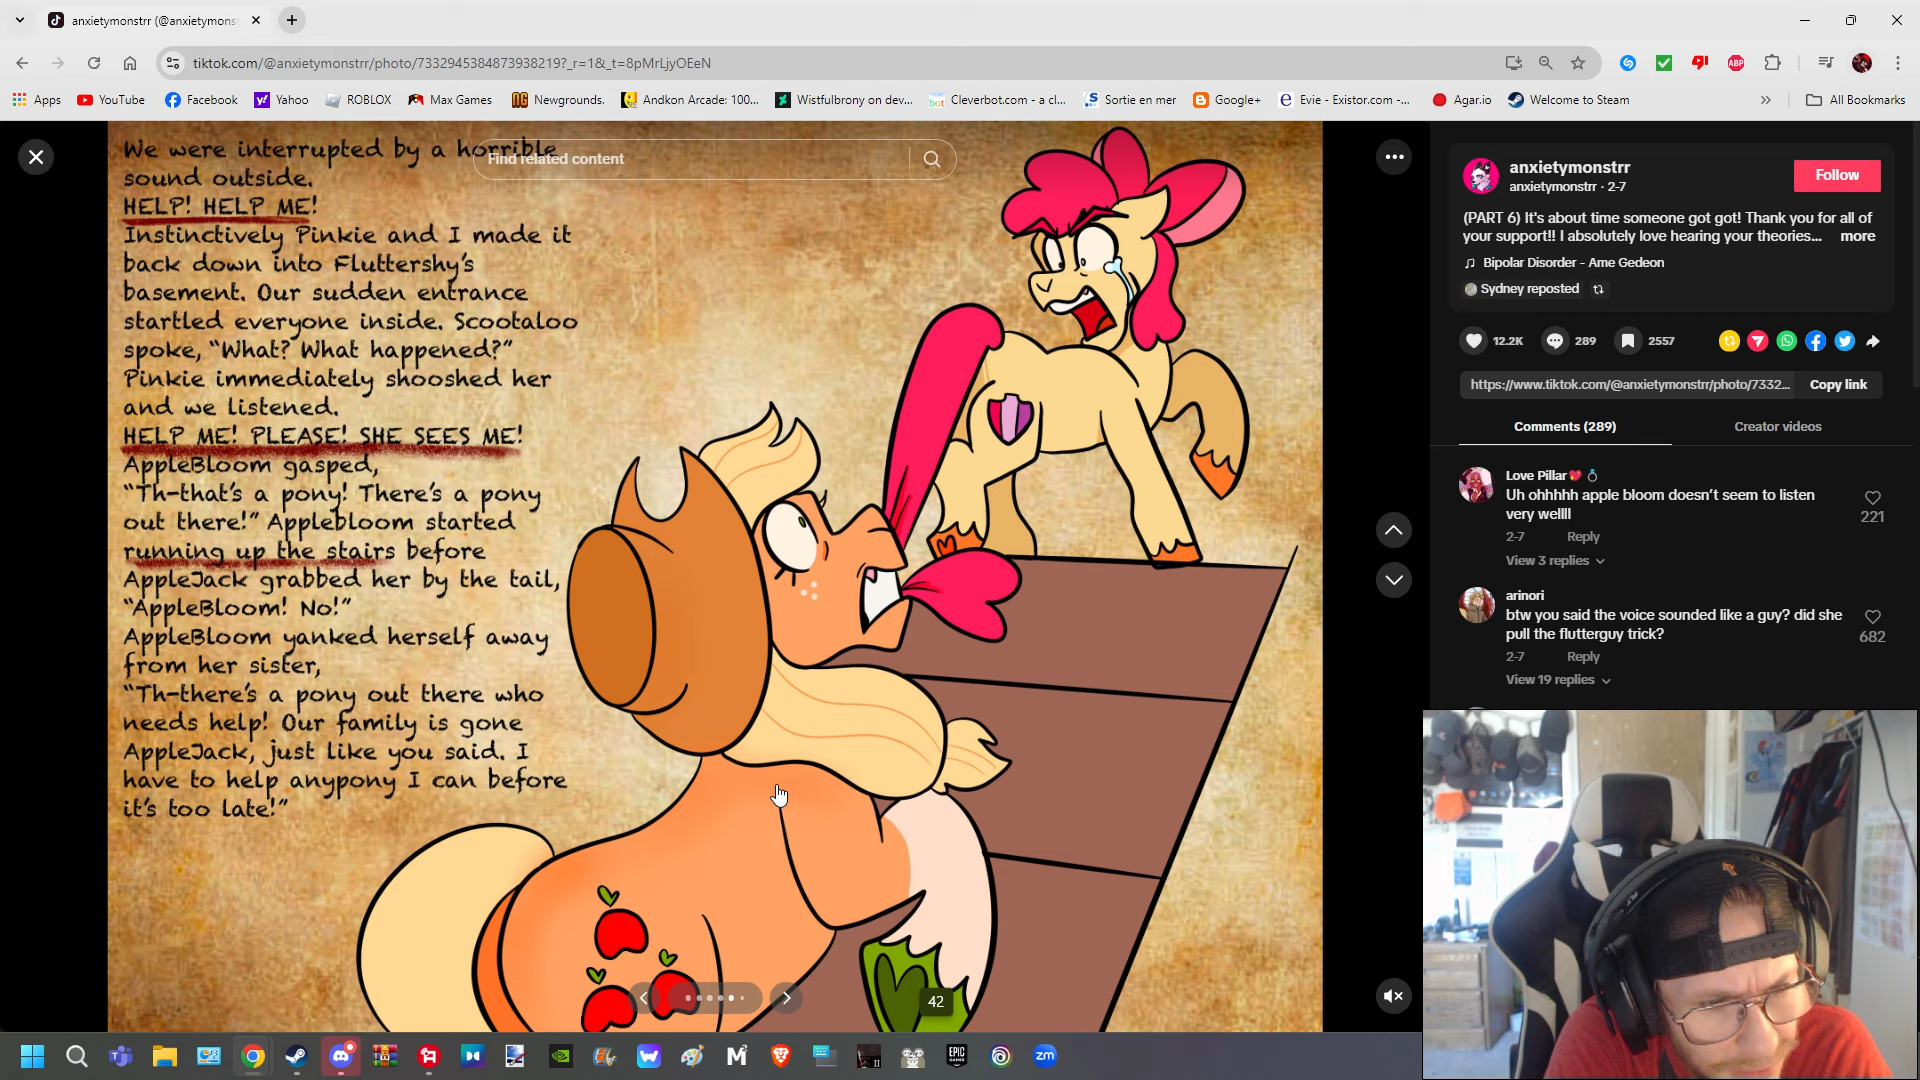 anxietymonstrr (@anxietymonst
tiktok.com/@anxietymonstrr/photo/7332945384873938219?_r=1&_t=8pMrLjyOEeN
Apps
YouTube
Facebook
Yahoo
ROBLOX
Max Games
Newgrounds.
Andkon Arcade: 100...
Wistfulbrony on dev...
Cleverbot.com - a cl...
Sortie en mer
Google+
Evie - Existor.com -...
Agar.io
Welcome to Steam
All Bookmarks
Find related content
We were interrupted by a horrible
sound outside.
HELP! HELP ME!
Instinctively Pinkie and I made it
back down into Fluttershy's
basement. Our sudden entrance
startled everyone inside. Scootaloo
spoke, "What? What happened?"
Pinkie immediately shooshed her
and we listened.
HELP ME! PLEASE! SHE SEES ME!
AppleBloom gasped,
"Th-that's a pony! There's a pony
out there!" Applebloom started
running up the stairs before
AppleJack grabbed her by the tail,
"AppleBloom! No!"
AppleBloom yanked herself away
from her sister,
"Th-there's a pony out there who
needs help! Our family is gone
AppleJack, just like you said. I
have to help anypony I can before
it's too late!"
42
anxietymonstrr
anxietymonstrr · 2-7
Follow
(PART 6) It's about time someone got got! Thank you for all of
your support!! I absolutely love hearing your theories... more
Bipolar Disorder - Ame Gedeon
Sydney reposted
12.2K
289
2557
https://www.tiktok.com/@anxietymonstrr/photo/7332...
Copy link
Comments (289)
Creator videos
Love Pillar
Uh ohhhhh apple bloom doesn't seem to listen
very wellll
221
2-7
Reply
View 3 replies
arinori
btw you said the voice sounded like a guy? did she
pull the flutterguy trick?
682
2-7
Reply
View 19 replies
ABP
EPIC
GAMES
zm